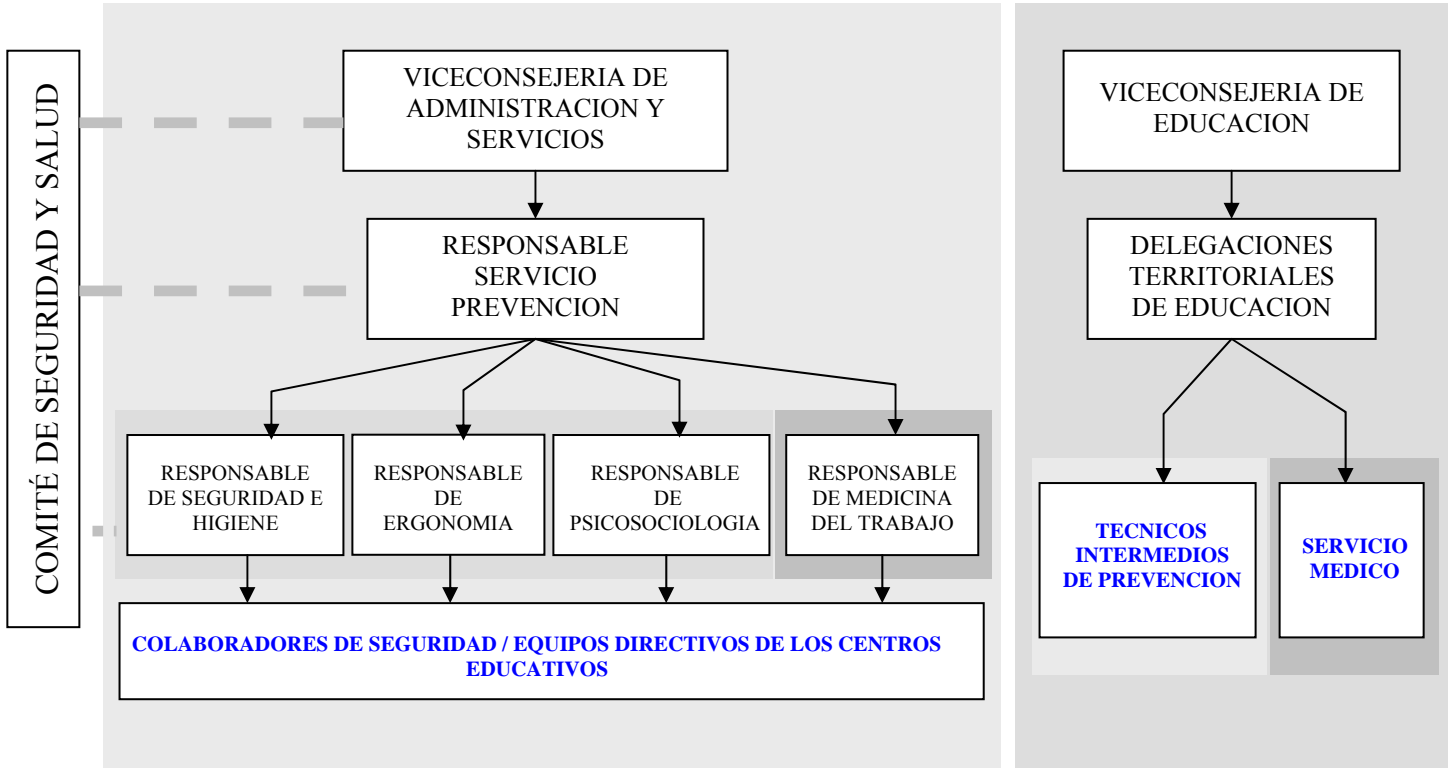 COMITÉ DE SEGURIDAD Y SALUD
VICECONSEJERIA DE
ADMINISTRACION Y
SERVICIOS
RESPONSABLE
SERVICIO
PREVENCION
RESPONSABLE
DE SEGURIDAD E
HIGIENE
RESPONSABLE
DE
ERGONOMIA
RESPONSABLE
DE
PSICOSOCIOLOGIA
RESPONSABLE
DE MEDICINA
DEL TRABAJO
COLABORADORES DE SEGURIDAD / EQUIPOS DIRECTIVOS DE LOS CENTROS
EDUCATIVOS
VICECONSEJERIA DE
EDUCACION
DELEGACIONES
TERRITORIALES
DE EDUCACION
TECNICOS
INTERMEDIOS
DE PREVENCION
SERVICIO
MEDICO